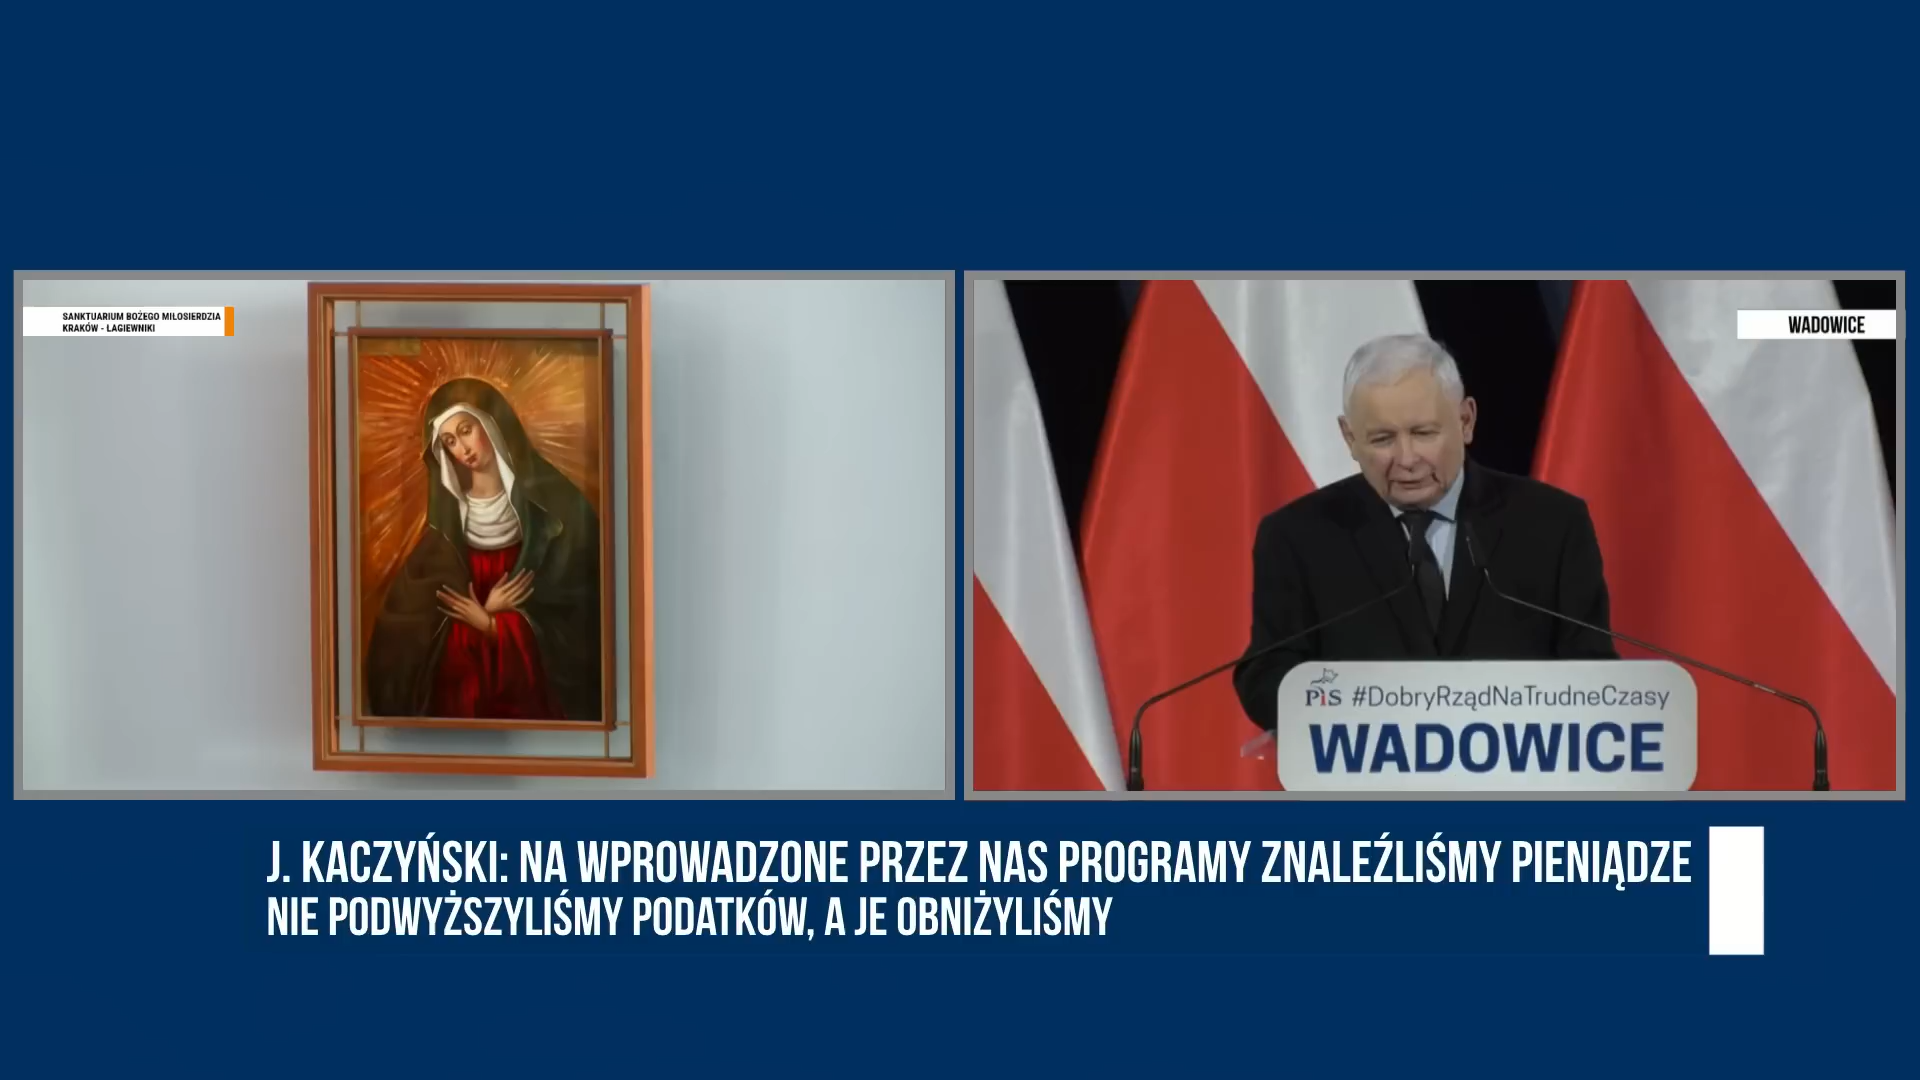 SANKTUARIUM BOŻEGO MIŁOSIERDZIA
KRAKÓW - ŁAGIEWNIKI
WADOWICE
PiS #DobryRządNaTrudneCzasy
WADOWICE
J. KACZYŃSKI: NA WPROWADZONE PRZEZ NAS PROGRAMY ZNALEŹLIŚMY PIENIĄDZE
NIE PODWYŻSZYLIŚMY PODATKÓW, A JE OBNIŻYLIŚMY